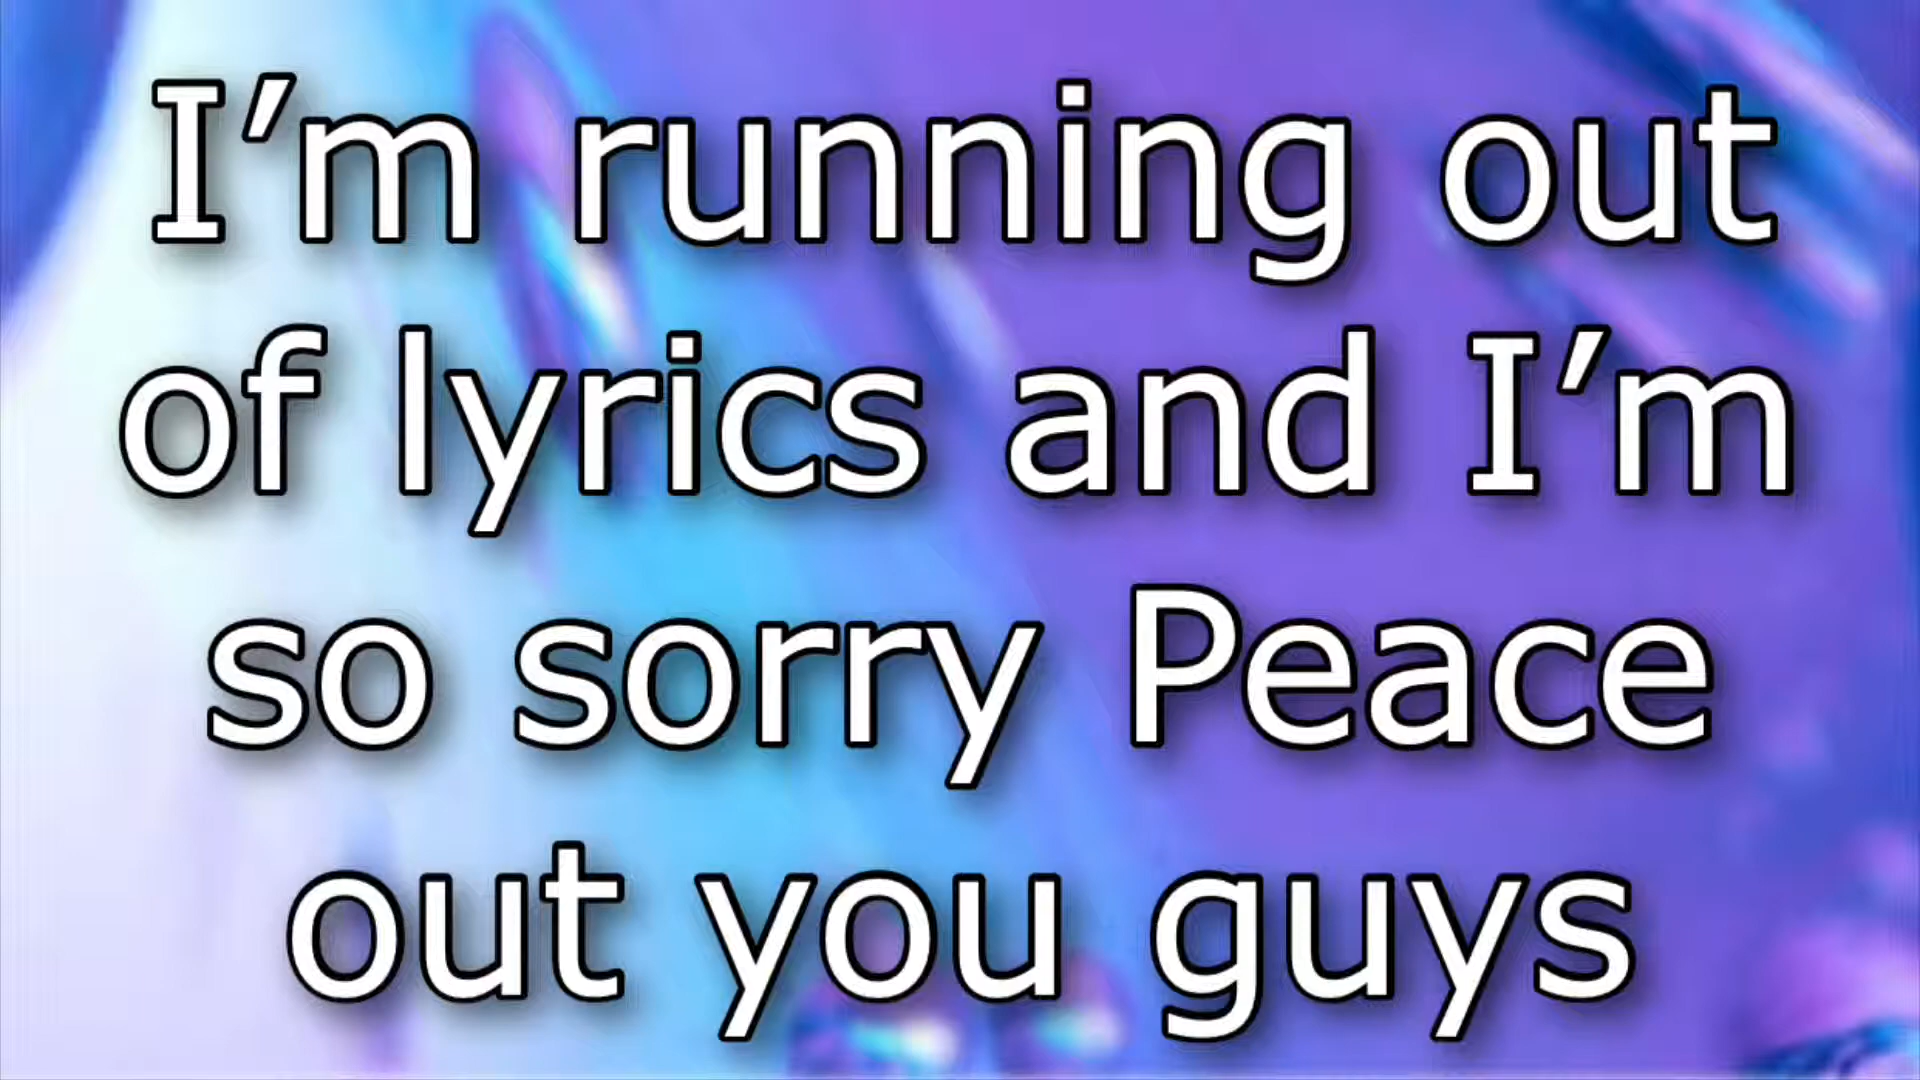 I’m running out
of lyrics and I’m
so sorry Peace
out you guys